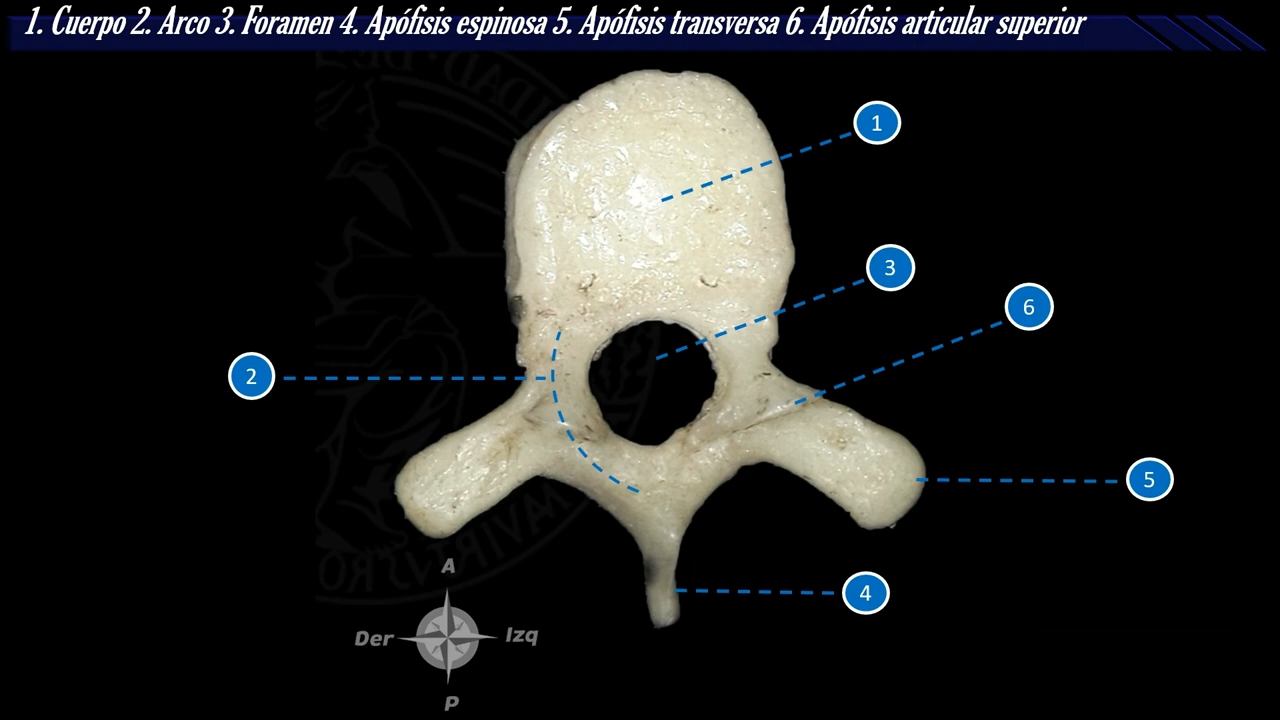 1. Cuerpo 2. Arco 3. Foramen 4. Apófisis espinosa 5. Apófisis transversa 6. Apófisis articular superior
1
3
6
2
5
A
4
Der
Izq
P